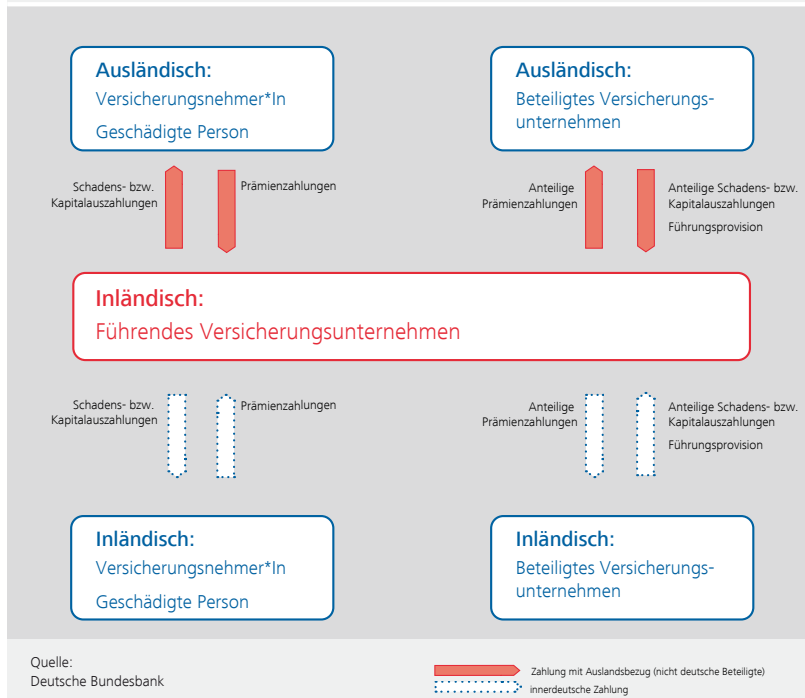 Ausländisch:
Versicherungsnehmer*In
Geschädigte Person
Ausländisch:
Beteiligtes Versicherungs-
unternehmen
Schadens- bzw.
Kapitalauszahlungen
Prämienzahlungen
Anteilige
Prämienzahlungen
Anteilige Schadens- bzw.
Kapitalauszahlungen
Führungsprovision
Inländisch:
Führendes Versicherungsunternehmen
Schadens- bzw.
Kapitalauszahlungen
Prämienzahlungen
Anteilige
Prämienzahlungen
Anteilige Schadens- bzw.
Kapitalauszahlungen
Führungsprovision
Inländisch:
Versicherungsnehmer*In
Geschädigte Person
Inländisch:
Beteiligtes Versicherungs-
unternehmen
Quelle:
Deutsche Bundesbank
Zahlung mit Auslandsbezug (nicht deutsche Beteiligte)
innerdeutsche Zahlung